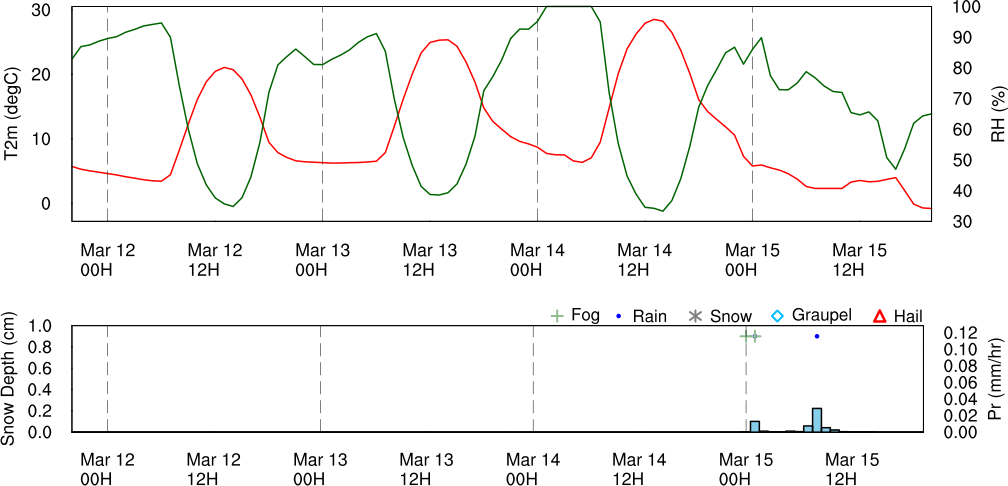 30
20
10
0
T2m (degC)
100
90
80
70
60
50
40
30
RH (%)
Mar 12 Mar 12 Mar 13 Mar 13 Mar 14 Mar 14 Mar 15 Mar 15
00H 12H 00H 12H 00H 12H 00H 12H
Fog Rain Snow Graupel Hail
1.0
0.8
0.6
0.4
0.2
0.0
Snow Depth (cm)
0.12
0.10
0.08
0.06
0.04
0.02
0.00
Pr (mm/hr)
Mar 12 Mar 12 Mar 13 Mar 13 Mar 14 Mar 14 Mar 15 Mar 15
00H 12H 00H 12H 00H 12H 00H 12H